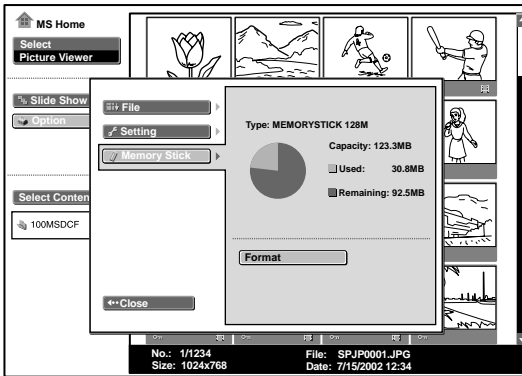 MS Home
Select
Picture Viewer
Slide Show
Option
Select Conten
100MSDCF
File
Setting
Memory Stick
Close
Type: MEMORYSTICK 128M
Capacity: 123.3MB
Used: 30.8MB
Remaining: 92.5MB
Format
No.: 1/1234
File: SPJP0001.JPG
Size: 1024x768
Date: 7/15/2002 12:34